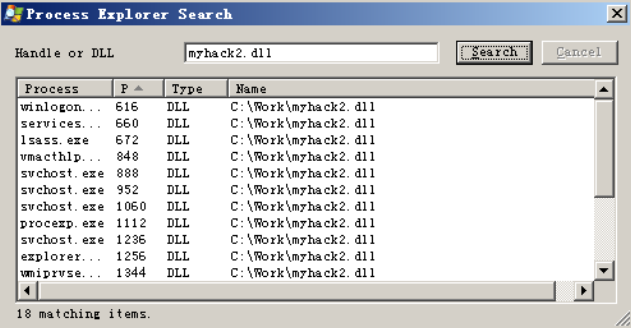 Process Explorer Search
Handle or DLL myhack2.dll Search Cancel
Process P Type Name
winlogon... 616 DLL C:\Work\myhack2.dll
services... 660 DLL C:\Work\myhack2.dll
lsass.exe 672 DLL C:\Work\myhack2.dll
vmacthlp... 848 DLL C:\Work\myhack2.dll
svchost.exe 888 DLL C:\Work\myhack2.dll
svchost.exe 952 DLL C:\Work\myhack2.dll
svchost.exe 1060 DLL C:\Work\myhack2.dll
procexp.exe 1112 DLL C:\Work\myhack2.dll
svchost.exe 1236 DLL C:\Work\myhack2.dll
explorer... 1256 DLL C:\Work\myhack2.dll
wmiprvse... 1344 DLL C:\Work\myhack2.dll
18 matching items.